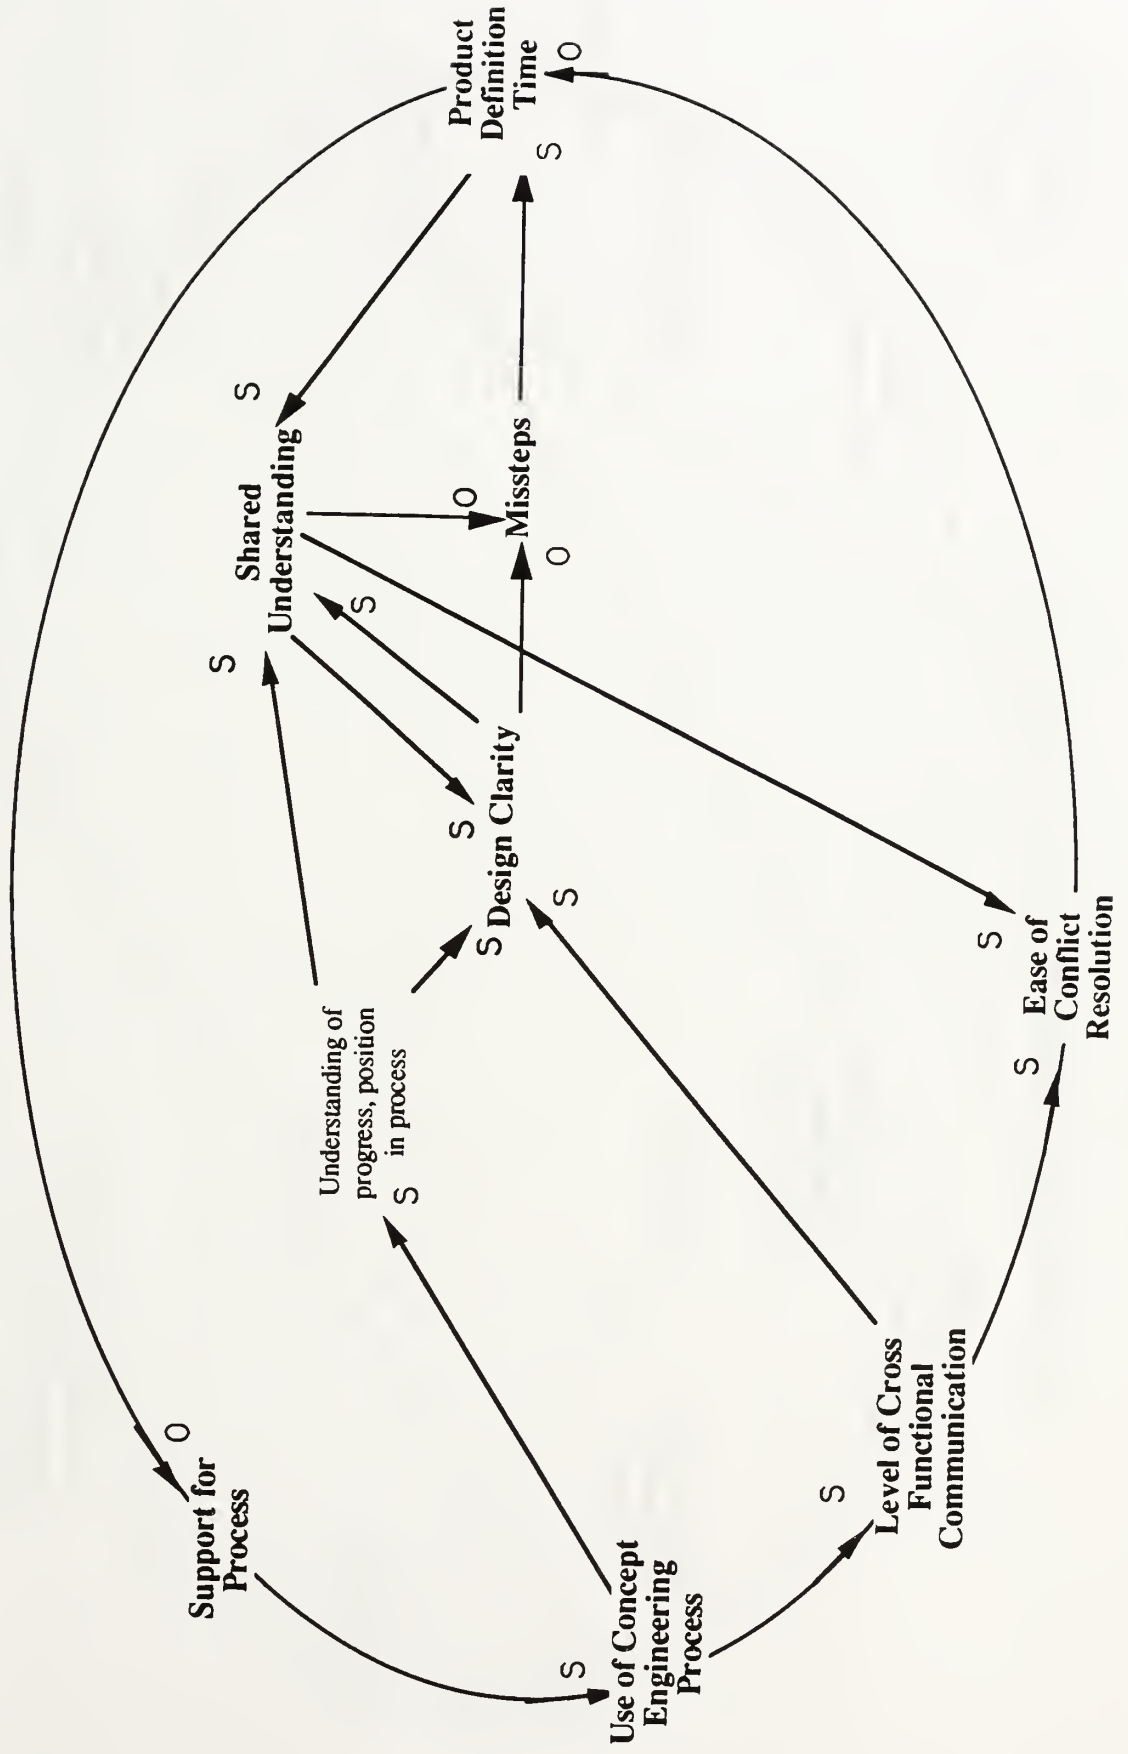 O
Support for
Process
S
S
Shared
Understanding
S
Understanding of
progress, position
in process
S
S
O
Product
Definition
Time
S
O
S
S
Design Clarity
S
O
Missteps
S
Use of Concept
Engineering
Process
S
Level of Cross
Functional
Communication
S
S
Ease of
Conflict
Resolution